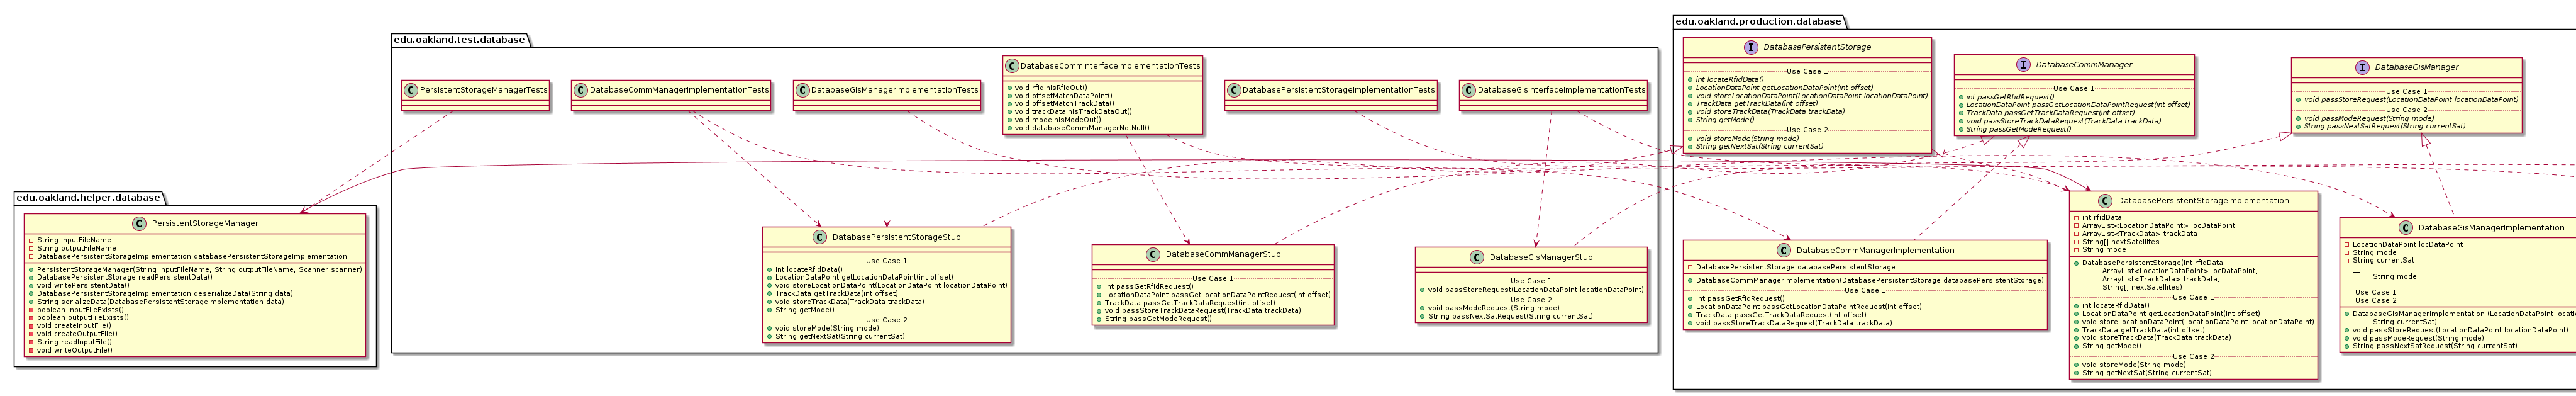 edu.oakland.production.database
edu.oakland.test.database
DatabasePersistentStorage
Use Case 1
int locateRfidData()
LocationDataPoint getLocationDataPoint(int offset)
void storeLocationDataPoint(LocationDataPoint locationDataPoint)
TrackData getTrackData(int offset)
void storeTrackData(TrackData trackData)
String getMode()
Use Case 2
void storeMode(String mode)
String getNextSat(String currentSat)
DatabaseCommManager
Use Case 1
int passGetRfidRequest()
LocationDataPoint passGetLocationDataPointRequest(int offset)
TrackData passGetTrackDataRequest(int offset)
void passStoreTrackDataRequest(TrackData trackData)
String passGetModeRequest()
DatabaseGisManager
Use Case 1
void passStoreRequest(LocationDataPoint locationDataPoint)
Use Case 2
void passModeRequest(String mode)
String passNextSatRequest(String currentSat)
PersistentStorageManagerTests
DatabaseCommManagerImplementationTests
DatabaseGisManagerImplementationTests
DatabaseCommInterfaceImplementationTests
void rfidInIsRfidOut()
void offsetMatchDataPoint()
void offsetMatchTrackData()
void trackDataInIsTrackDataOut()
void modeInIsModeOut()
void databaseCommManagerNotNull()
DatabasePersistentStorageImplementationTests
DatabaseGisInterfaceImplementationTests
edu.oakland.helper.database
PersistentStorageManager
String inputFileName
String outputFileName
DatabasePersistentStorageImplementation databasePersistentStorageImplementation
PersistentStorageManager(String inputFileName, String outputFileName, Scanner scanner)
DatabasePersistentStorage readPersistentData()
void writePersistentData()
DatabasePersistentStorageImplementation deserializeData(String data)
String serializeData(DatabasePersistentStorageImplementation data)
boolean inputFileExists()
boolean outputFileExists()
void createInputFile()
void createOutputFile()
String readInputFile()
void writeOutputFile()
DatabasePersistentStorageStub
Use Case 1
int locateRfidData()
LocationDataPoint getLocationDataPoint(int offset)
void storeLocationDataPoint(LocationDataPoint locationDataPoint)
TrackData getTrackData(int offset)
void storeTrackData(TrackData trackData)
String getMode()
Use Case 2
void storeMode(String mode)
String getNextSat(String currentSat)
DatabaseCommManagerStub
Use Case 1
int passGetRfidRequest()
LocationDataPoint passGetLocationDataPointRequest(int offset)
TrackData passGetTrackDataRequest(int offset)
void passStoreTrackDataRequest(TrackData trackData)
String passGetModeRequest()
DatabaseGisManagerStub
Use Case 1
void passStoreRequest(LocationDataPoint locationDataPoint)
Use Case 2
void passModeRequest(String mode)
String passNextSatRequest(String currentSat)
DatabaseCommManagerImplementation
DatabasePersistentStorage databasePersistentStorage
DatabaseCommManagerImplementation(DatabasePersistentStorage databasePersistentStorage)
Use Case 1
int passGetRfidRequest()
LocationDataPoint passGetLocationDataPointRequest(int offset)
TrackData passGetTrackDataRequest(int offset)
void passStoreTrackDataRequest(TrackData trackData)
DatabasePersistentStorageImplementation
int rfidData
ArrayList<LocationDataPoint> locDataPoint
ArrayList<TrackData> trackData
String[] nextSatellites
String mode
DatabasePersistentStorage(int rfidData,
ArrayList<LocationDataPoint> locDataPoint,
ArrayList<TrackData> trackData,
String[] nextSatellites)
Use Case 1
int locateRfidData()
LocationDataPoint getLocationDataPoint(int offset)
void storeLocationDataPoint(LocationDataPoint locationDataPoint)
TrackData getTrackData(int offset)
void storeTrackData(TrackData trackData)
String getMode()
Use Case 2
void storeMode(String mode)
String getNextSat(String currentSat)
DatabaseGisManagerImplementation
LocationDataPoint locDataPoint
String mode
String currentSat
__
String mode,
Use Case 1
Use Case 2
DatabaseGisManagerImplementation (LocationDataPoint locati
String currentSat)
void passStoreRequest(LocationDataPoint locationDataPoint)
void passModeRequest(String mode)
String passNextSatRequest(String currentSat)